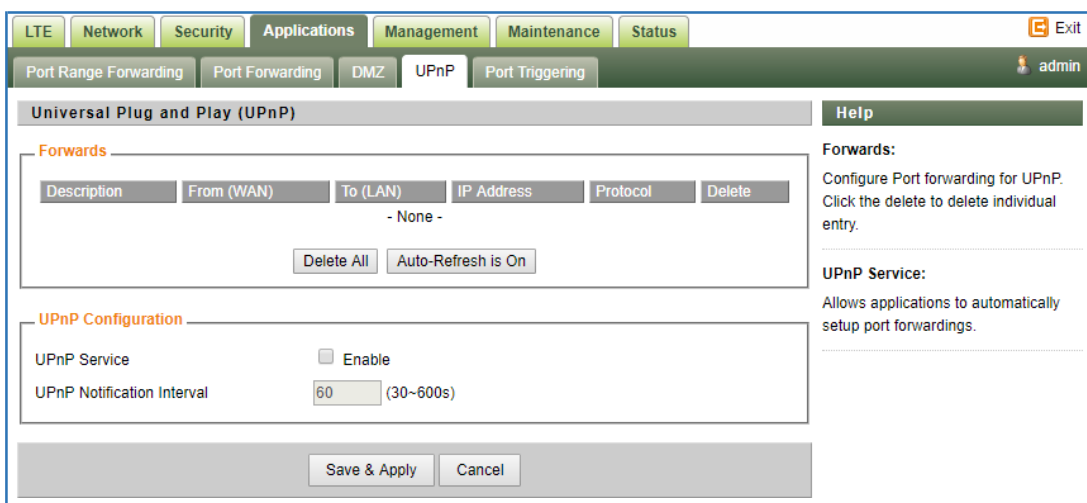 LTE Network Security Applications Management Maintenance Status Exit
Port Range Forwarding Port Forwarding DMZ UPnP Port Triggering admin
Universal Plug and Play (UPnP)
Forwards
Description From (WAN) To (LAN) IP Address Protocol Delete
- None -
Delete All Auto-Refresh is On
UPnP Configuration
UPnP Service Enable
UPnP Notification Interval 60 (30~600s)
Save & Apply Cancel
Help
Forwards:
Configure Port forwarding for UPnP.
Click the delete to delete individual
entry.
UPnP Service:
Allows applications to automatically
setup port forwardings.